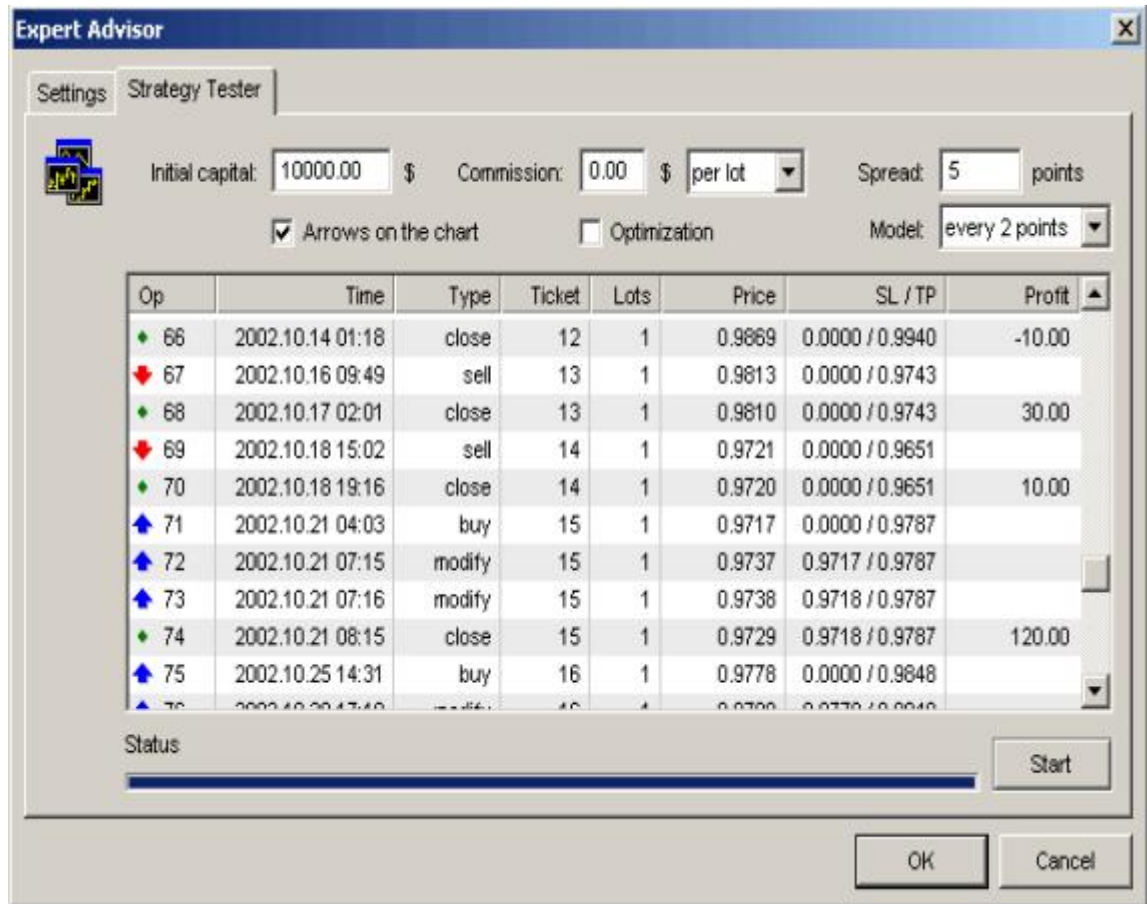 Expert Advisor
Settings Strategy Tester
Initial capital: 10000.00 $ Commission: 0.00 $ per lot Spread: 5 points
Arrows on the chart Optimization Model: every 2 points
Op Time Type Ticket Lots Price SL / TP Profit
66 2002.10.14 01:18 close 12 1 0.9869 0.0000 / 0.9940 -10.00
67 2002.10.16 09:49 sell 13 1 0.9813 0.0000 / 0.9743
68 2002.10.17 02:01 close 13 1 0.9810 0.0000 / 0.9743 30.00
69 2002.10.18 15:02 sell 14 1 0.9721 0.0000 / 0.9651
70 2002.10.18 19:16 close 14 1 0.9720 0.0000 / 0.9651 10.00
71 2002.10.21 04:03 buy 15 1 0.9717 0.0000 / 0.9787
72 2002.10.21 07:15 modify 15 1 0.9737 0.9717 / 0.9787
73 2002.10.21 07:16 modify 15 1 0.9738 0.9718 / 0.9787
74 2002.10.21 08:15 close 15 1 0.9729 0.9718 / 0.9787 120.00
75 2002.10.25 14:31 buy 16 1 0.9778 0.0000 / 0.9848
Status
Start
OK Cancel